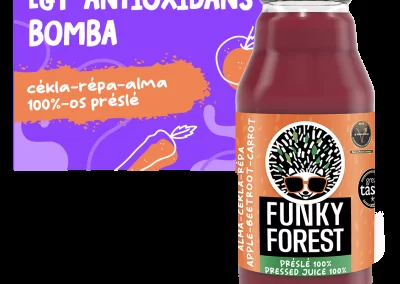 EGY ANTIOXIDÁNS
BOMBA
cékla-répa-alma
100%-os préslé
ALMA-CÉKLA-RÉPA
APPLE-BEETROOT-CARROT
FUNKY
FOREST
PRÉSLÉ 100%
PRESSED JUICE 100%
great
taste